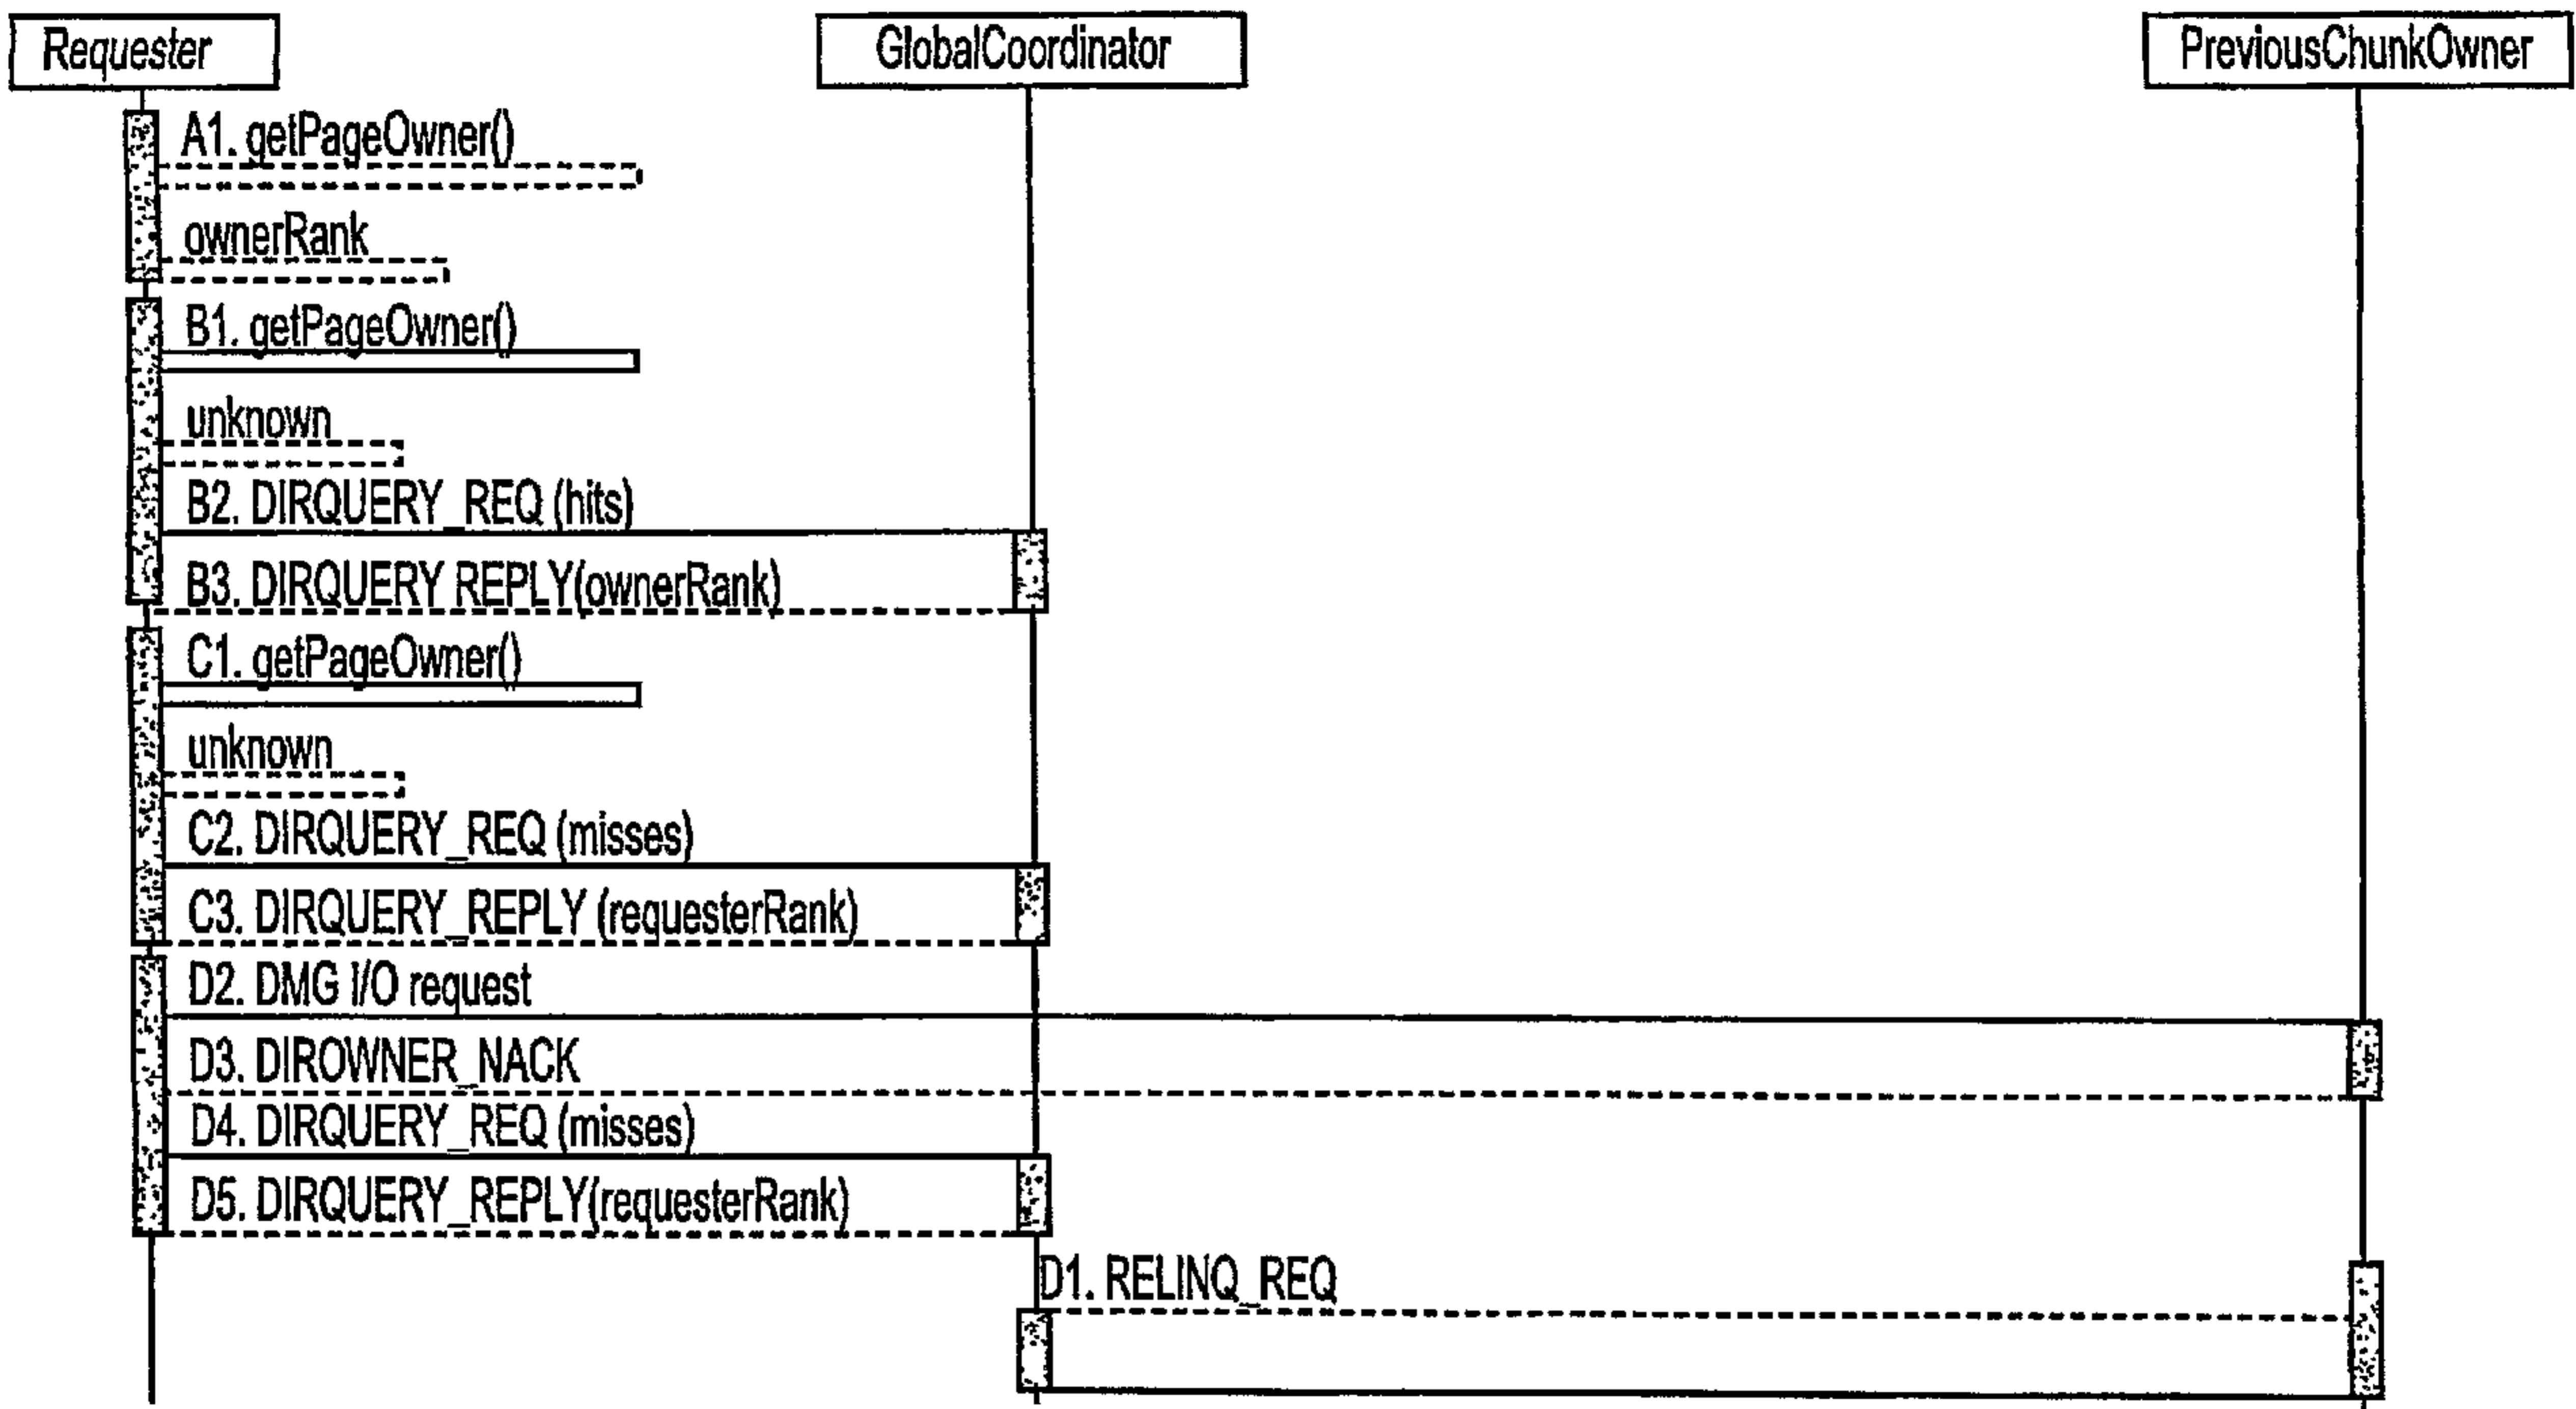 Requester
GlobalCoordinator
PreviousChunkOwner
A1. getPageOwner()
ownerRank
B1. getPageOwner()
unknown
B2. DIRQUERY_REQ (hits)
B3. DIRQUERY REPLY(ownerRank)
C1. getPageOwner()
unknown
C2. DIRQUERY_REQ (misses)
C3. DIRQUERY_REPLY (requesterRank)
D2. DMG I/O request
D3. DIROWNER_NACK
D4. DIRQUERY_REQ (misses)
D5. DIRQUERY_REPLY(requesterRank)
D1. RELINQ_REQ